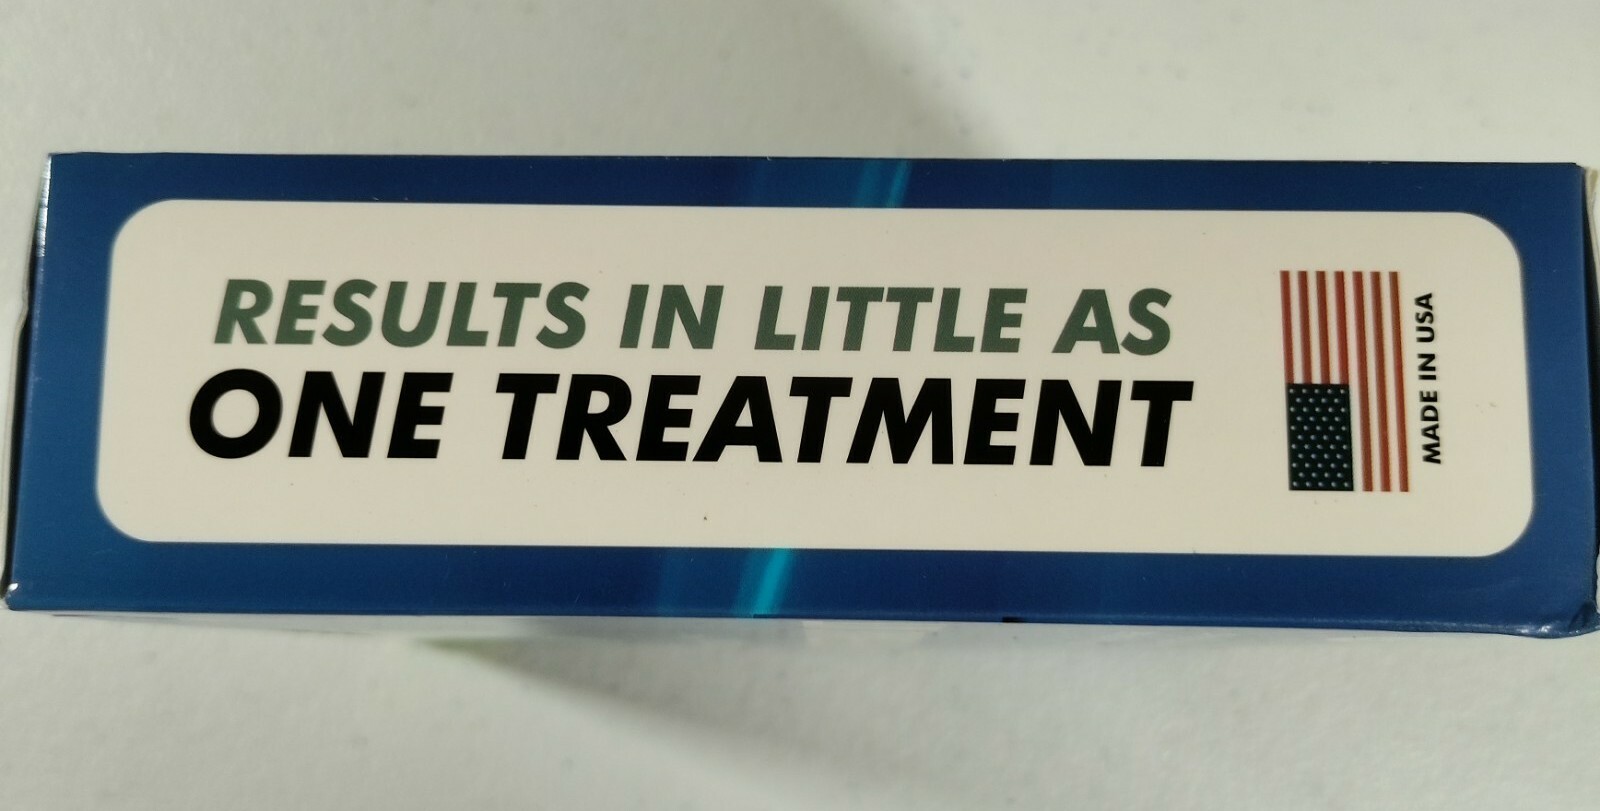 RESULTS IN LITTLE AS
ONE TREATMENT
MADE IN USA